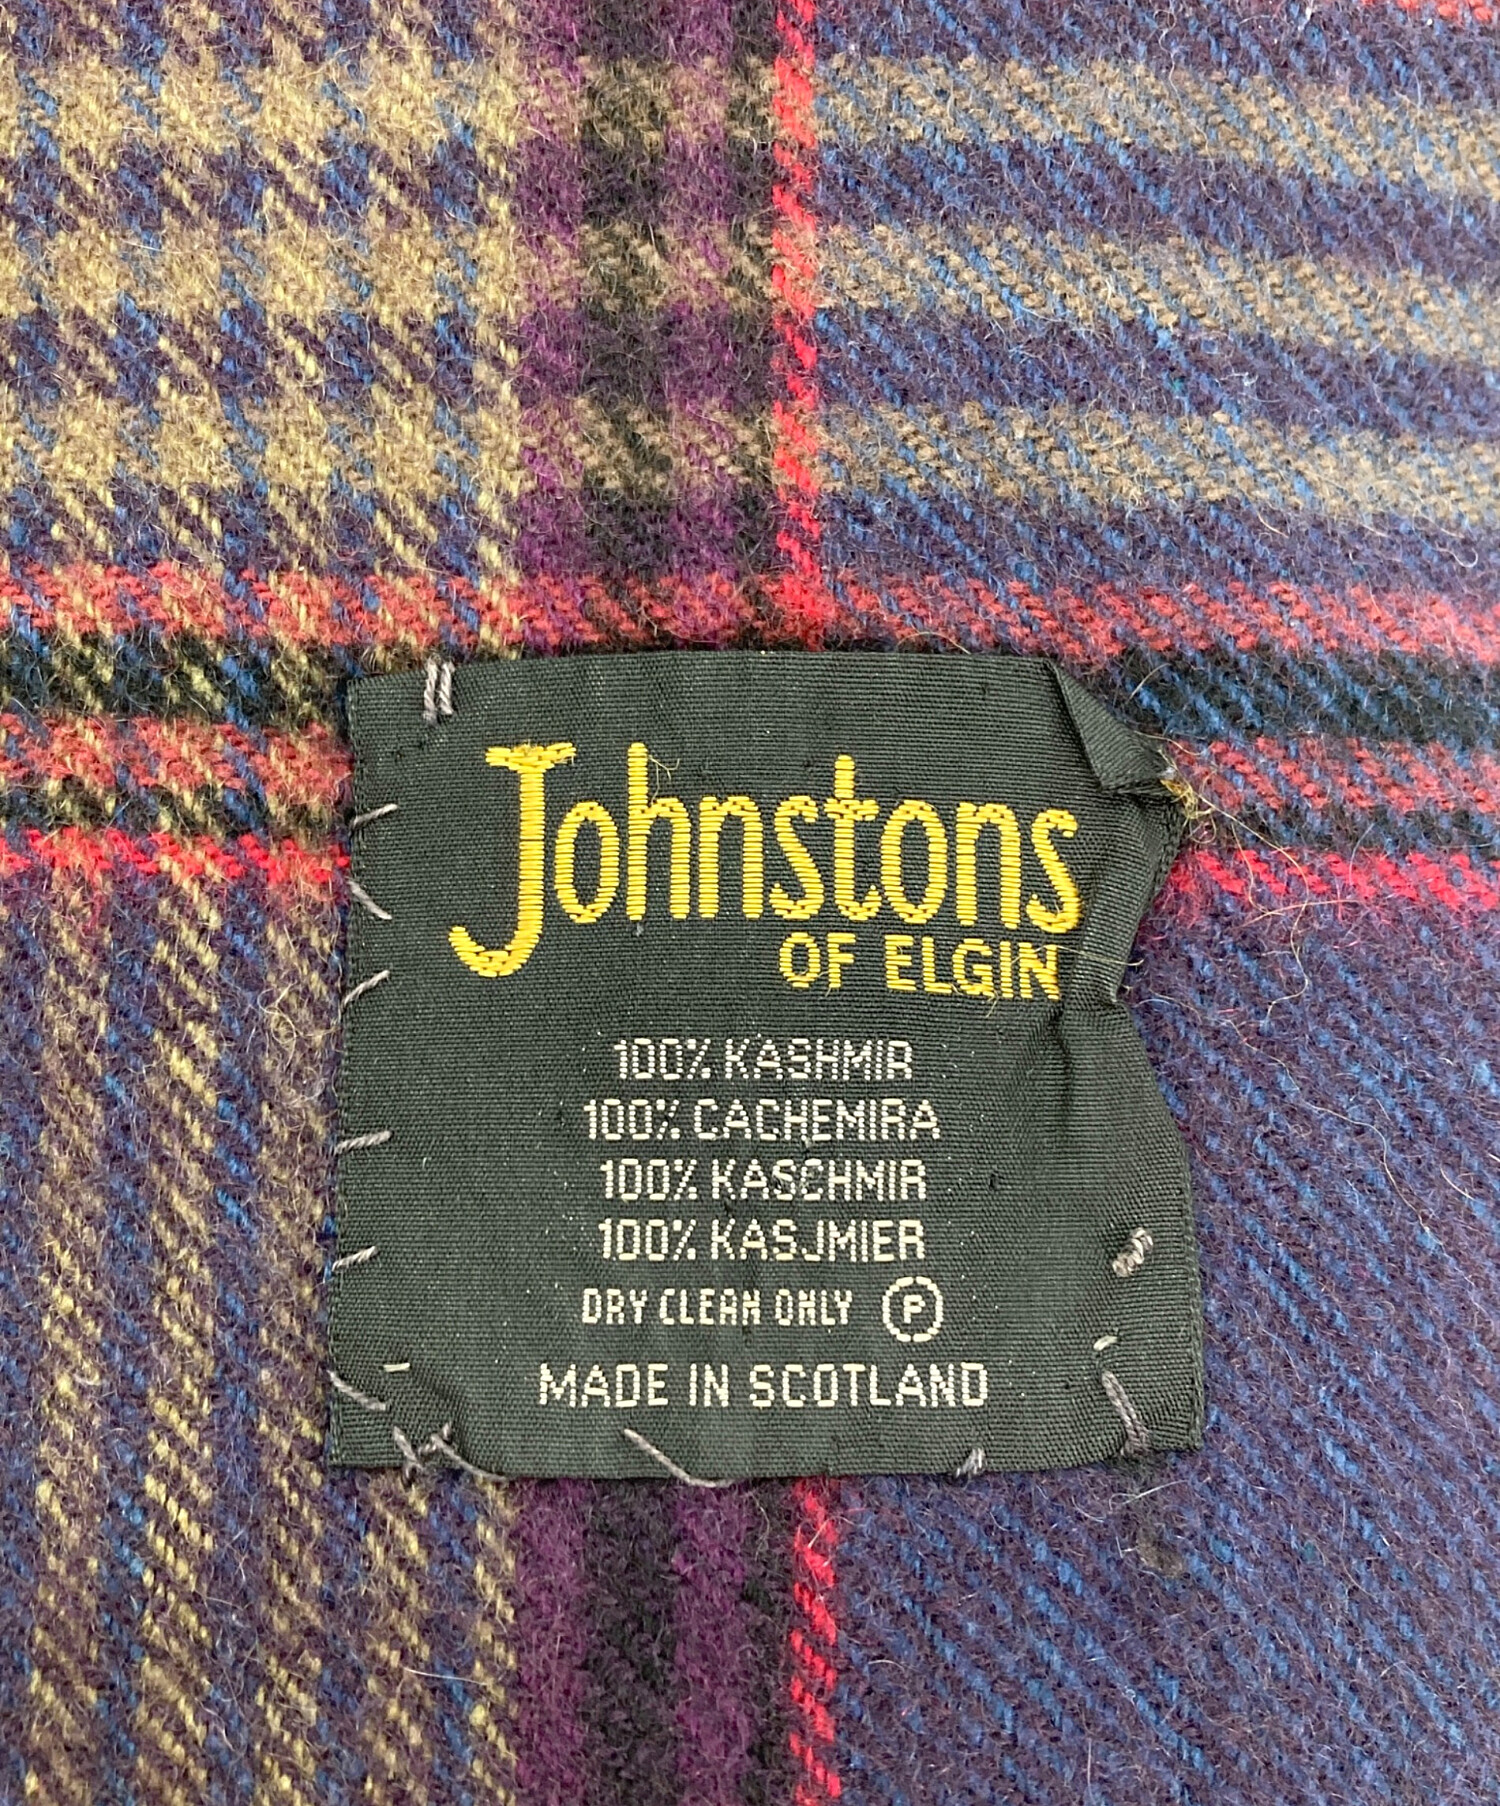 Johnstons
OF ELGIN
100% KASHMIR
100% CACHEMIRA
100% KASCHMIR
100% KASJMIER
DRY CLEAN ONLY Ⓟ
MADE IN SCOTLAND